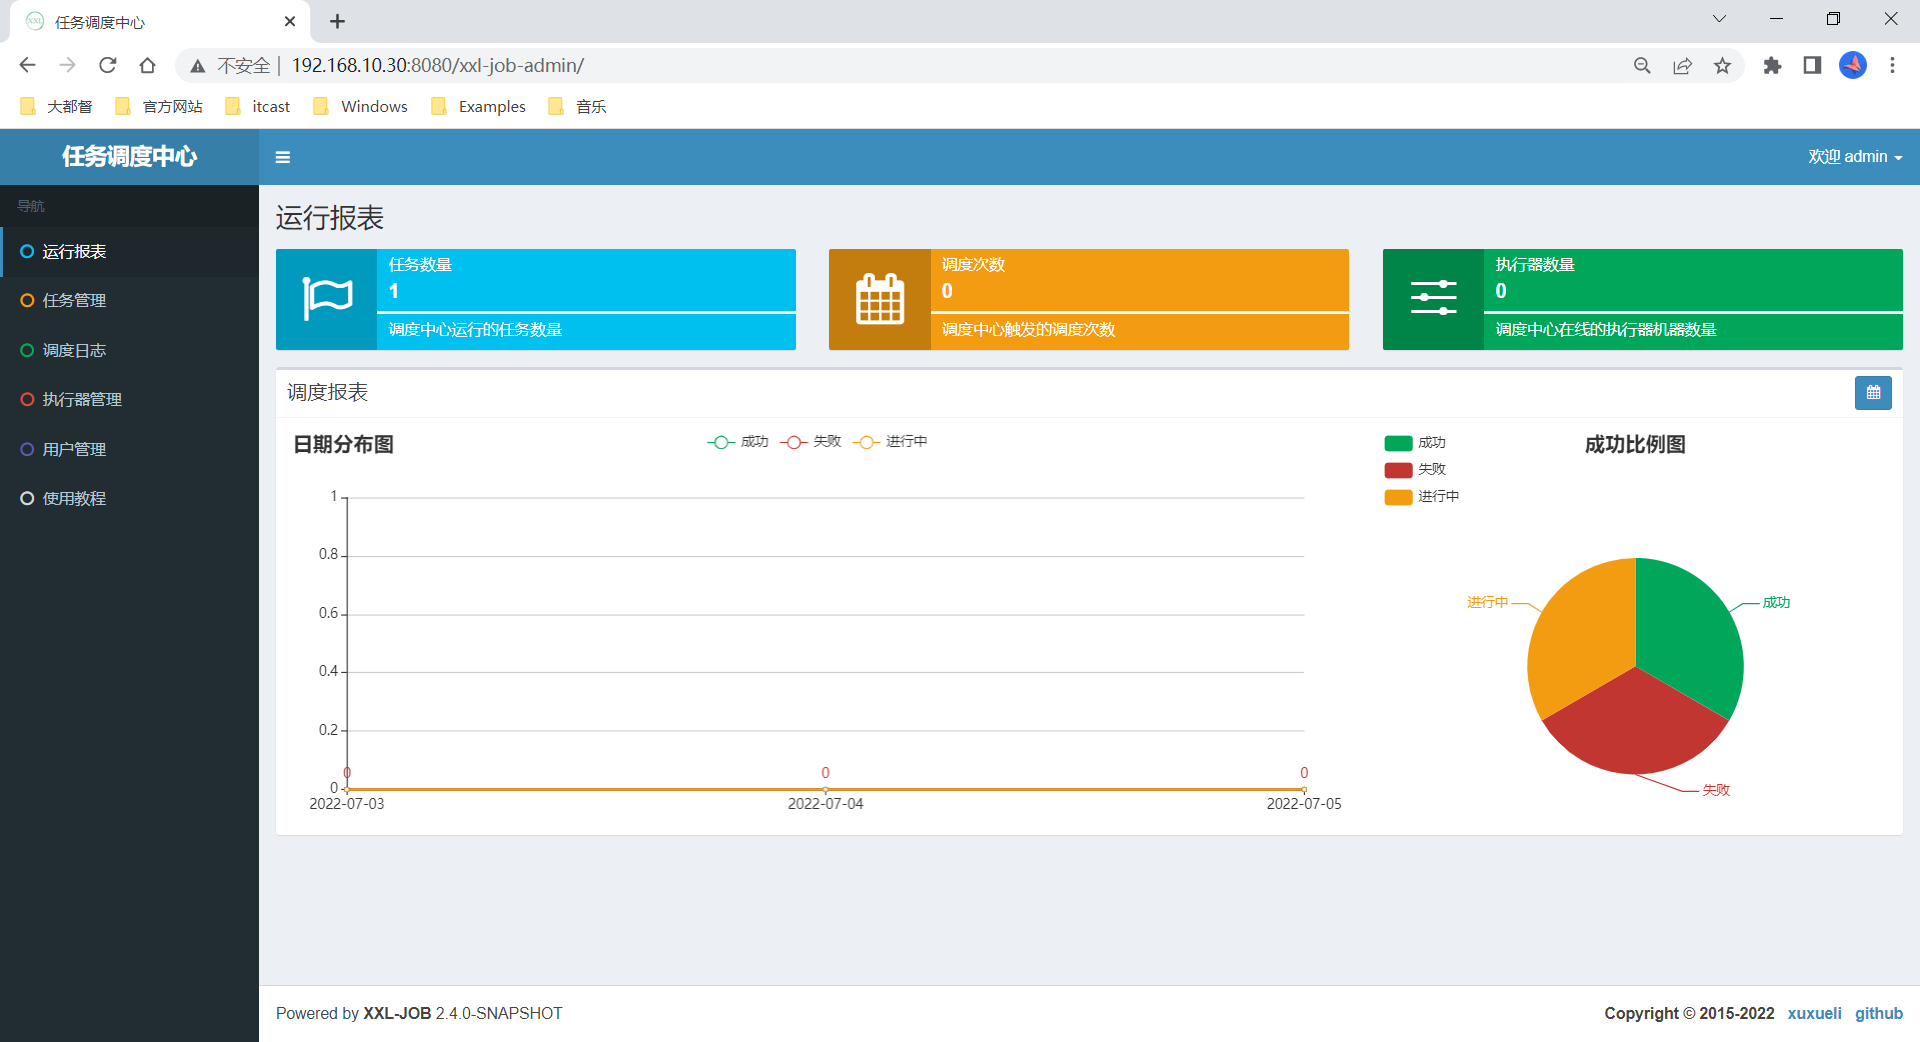 任务调度中心
不安全 | 192.168.10.30:8080/xxl-job-admin/
大都督 官方网站 itcast Windows Examples 音乐
任务调度中心
欢迎 admin
导航
运行报表
任务管理
调度日志
执行器管理
用户管理
使用教程
运行报表
任务数量
1
调度中心运行的任务数量
调度次数
0
调度中心触发的调度次数
执行器数量
0
调度中心在线的执行器机器数量
调度报表
日期分布图
成功 失败 进行中
1
0.8
0.6
0.4
0.2
0
0 0 0
2022-07-03 2022-07-04 2022-07-05
成功
失败
进行中
成功比例图
进行中
成功
失败
Powered by XXL-JOB 2.4.0-SNAPSHOT
Copyright © 2015-2022 xuxueli github